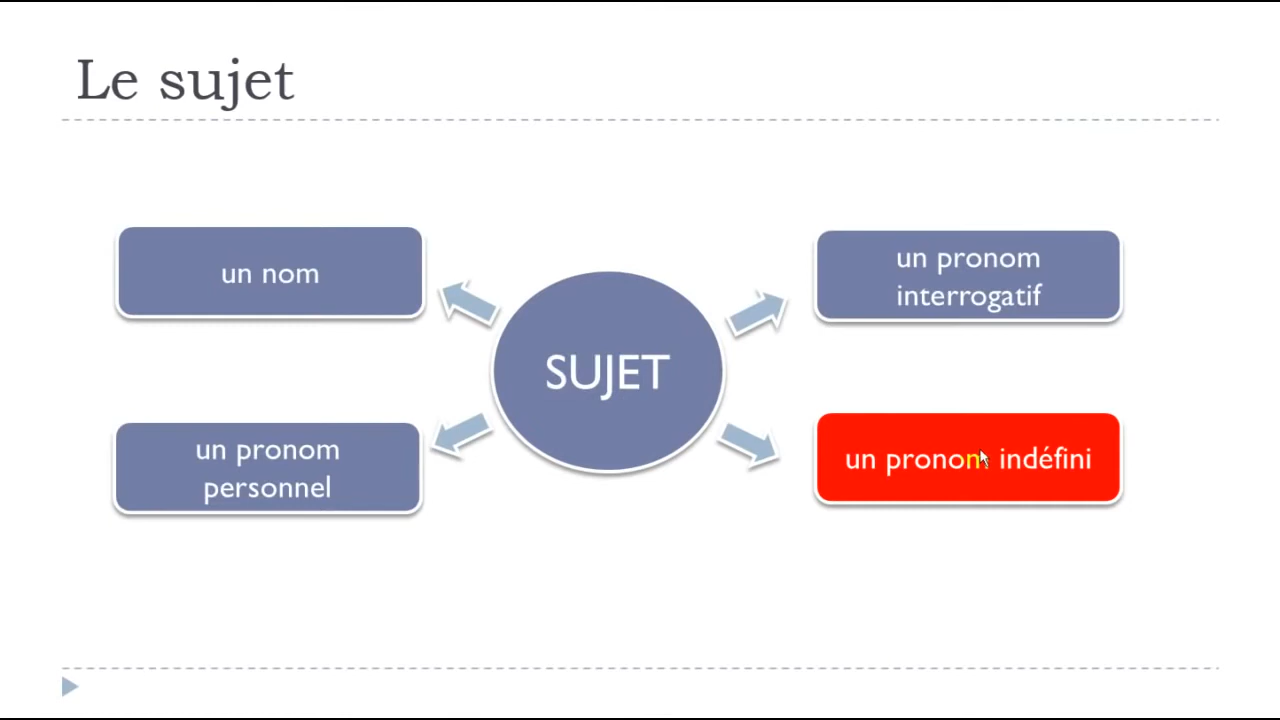 Le sujet
un nom
un pronom
interrogatif
SUJET
un pronom
personnel
un pronom indéfini